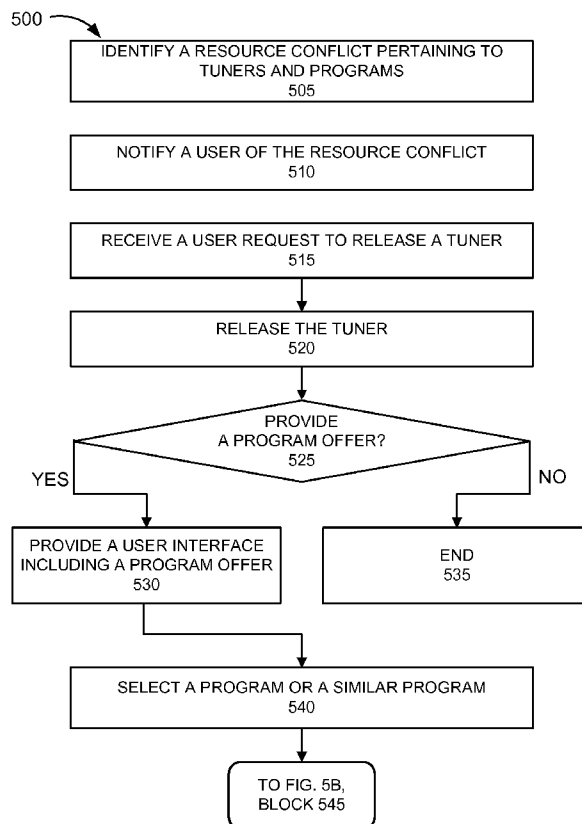 500
IDENTIFY A RESOURCE CONFLICT PERTAINING TO
TUNERS AND PROGRAMS
505
NOTIFY A USER OF THE RESOURCE CONFLICT
510
RECEIVE A USER REQUEST TO RELEASE A TUNER
515
RELEASE THE TUNER
520
PROVIDE
A PROGRAM OFFER?
525
YES
NO
PROVIDE A USER INTERFACE
INCLUDING A PROGRAM OFFER
530
END
535
SELECT A PROGRAM OR A SIMILAR PROGRAM
540
TO FIG. 5B,
BLOCK 545